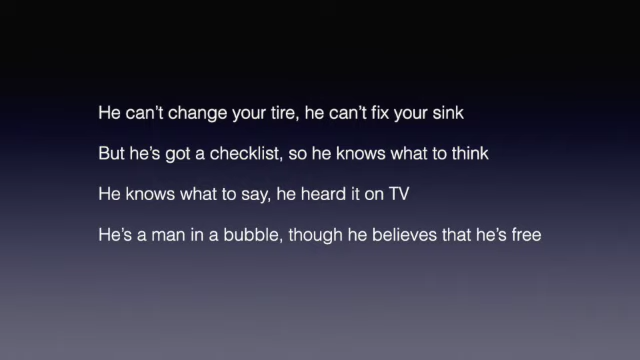 He can't change your tire, he can't fix your sink
But he's got a checklist, so he knows what to think
He knows what to say, he heard it on TV
He's a man in a bubble, though he believes that he's free